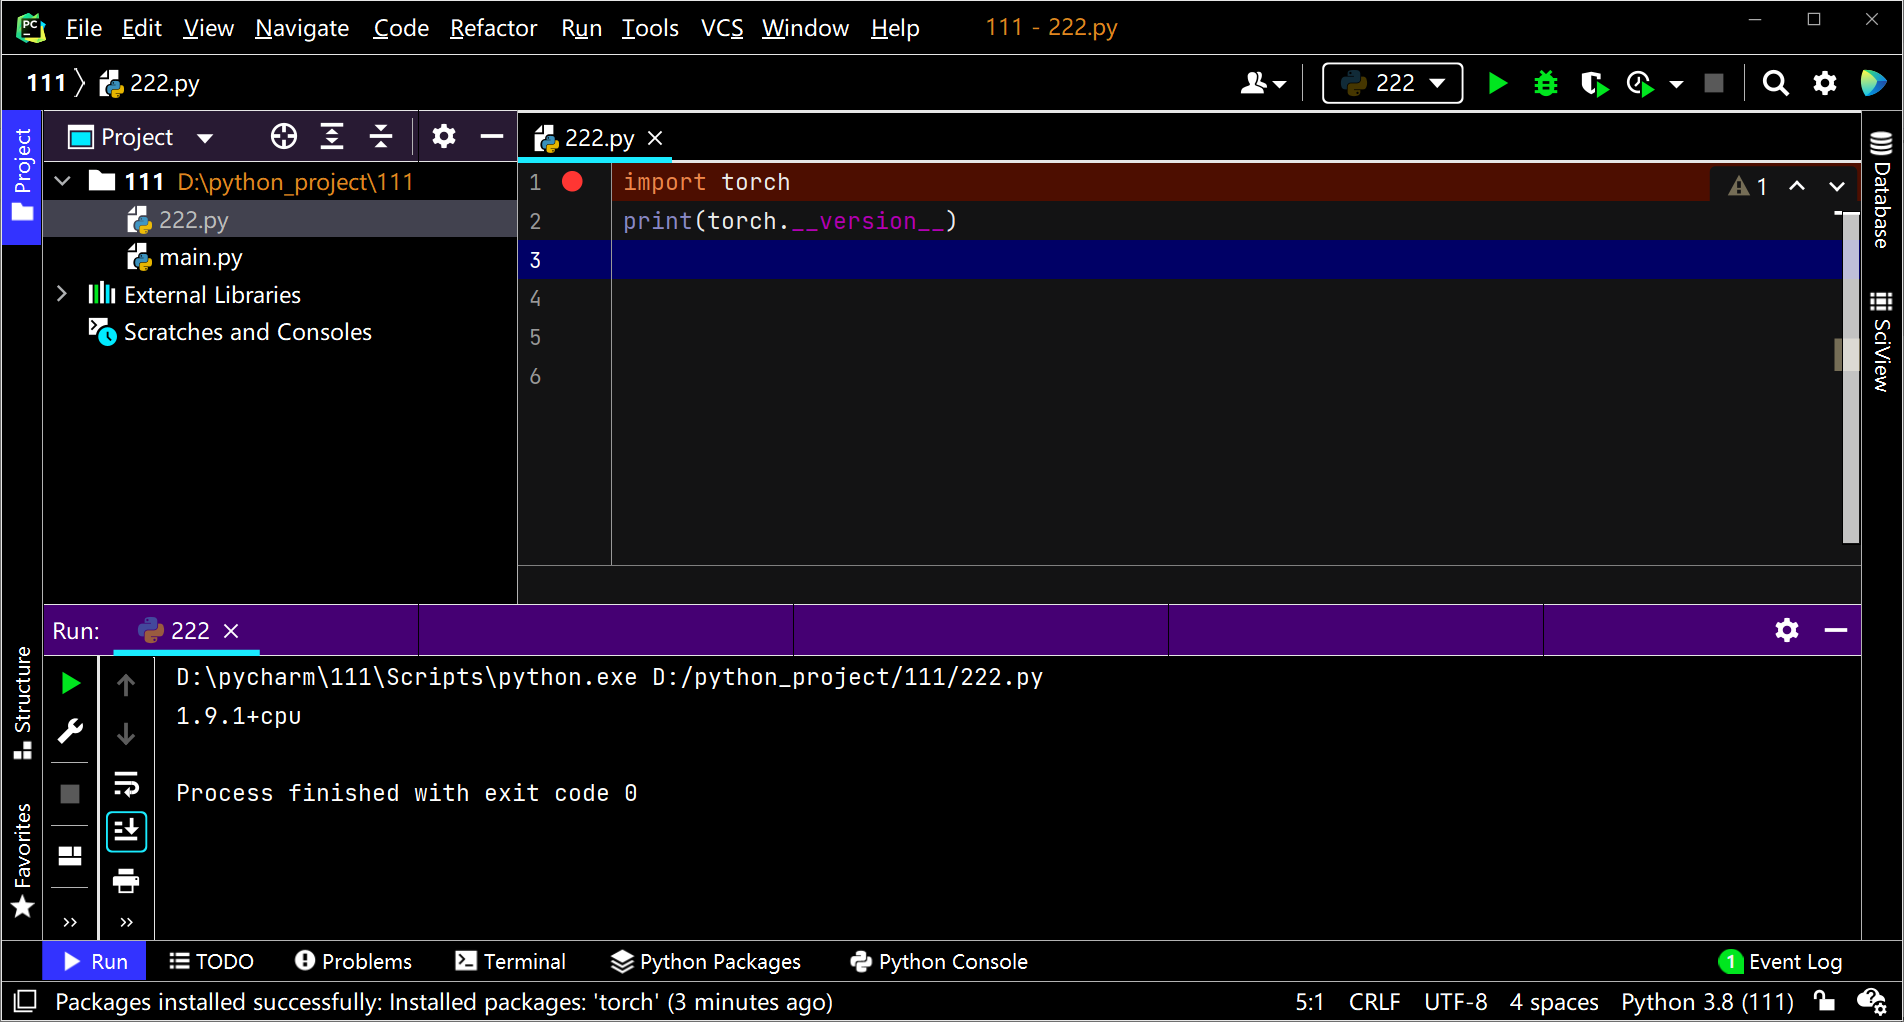 PC File Edit View Navigate Code Refactor Run Tools VCS Window Help 111 - 222.py
111 222.py 222
Project
Project
111 D:\python_project\111
222.py
main.py
External Libraries
Scratches and Consoles
222.py
1 import torch
1
2 print(torch.__version__)
3
4
5
6
Database
SciView
Structure
Favorites
Run: 222
D:\pycharm\111\Scripts\python.exe D:/python_project/111/222.py
1.9.1+cpu
Process finished with exit code 0
Run TODO Problems Terminal Python Packages Python Console 1 Event Log
Packages installed successfully: Installed packages: 'torch' (3 minutes ago) 5:1 CRLF UTF-8 4 spaces Python 3.8 (111)